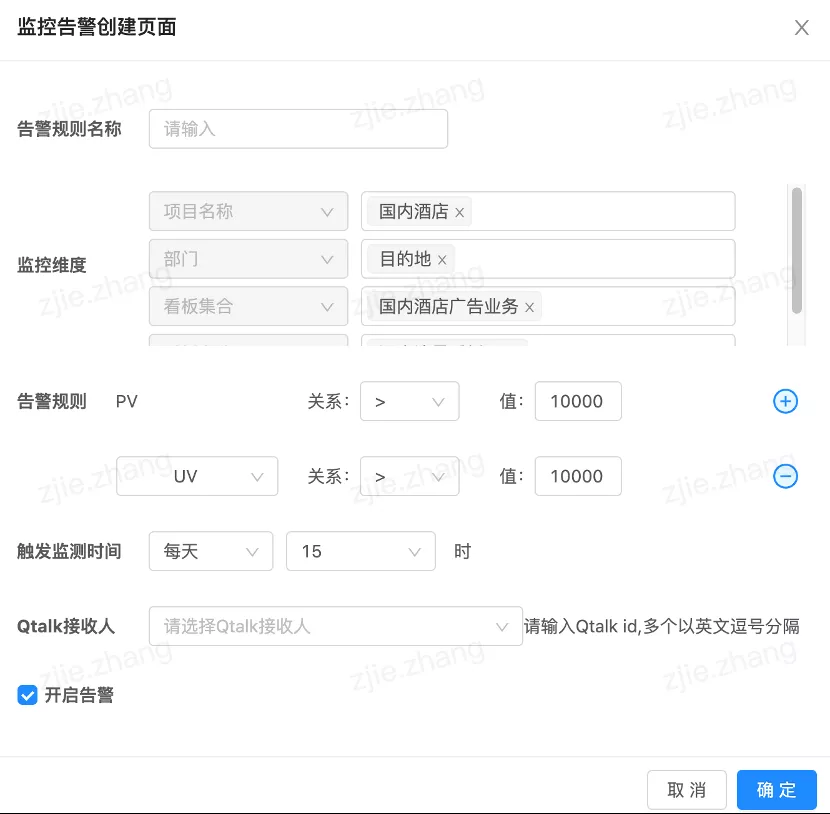 监控告警创建页面
告警规则名称 请输入
项目名称 国内酒店 ×
监控维度
部门 目的地 ×
看板集合 国内酒店广告业务 ×
告警规则 PV 关系: > 值: 10000
UV 关系: > 值: 10000
触发监测时间 每天 15 时
Qtalk接收人 请选择Qtalk接收人 请输入Qtalk id,多个以英文逗号分隔
开启告警
取 消 确 定
zjie.zhang zjie.zhang zjie.zhang
zjie.zhang zjie.zhang zjie.zhang
zjie.zhang zjie.zhang zjie.zhang
zjie.zhang zjie.zhang zjie.zhang